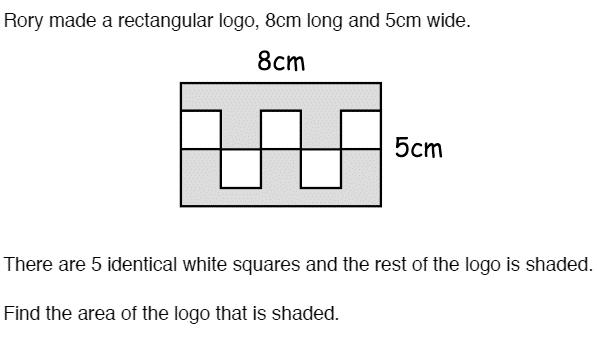 Rory made a rectangular logo, 8cm long and 5cm wide.
8cm
5cm
There are 5 identical white squares and the rest of the logo is shaded.
Find the area of the logo that is shaded.